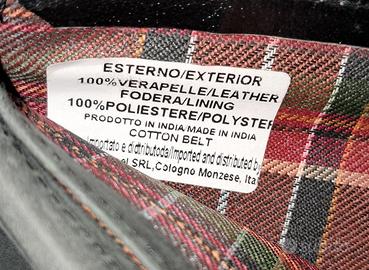 ESTERNO/EXTERIOR
100%VERAPELLE/LEATHER
FODERA/LINING
100%POLIESTERE/POLYSTER
PRODOTTO IN INDIA MADE IN INDIA
COTTON BELT
importato e distribuito da/Imported and distributed by
SRL,Cologno Monzese, Ita